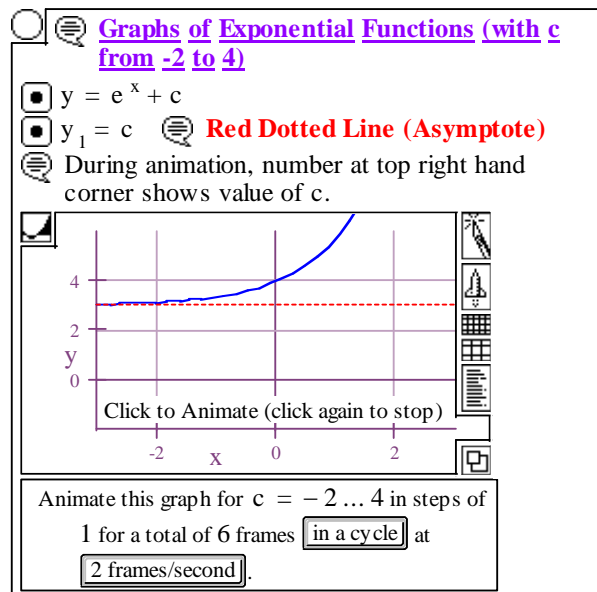 Graphs of Exponential Functions (with c
from -2 to 4)
y = e^x + c
y₁ = c Red Dotted Line (Asymptote)
During animation, number at top right hand
corner shows value of c.
4
2
y
0
Click to Animate (click again to stop)
-2 x 0 2
Animate this graph for c = − 2 ... 4 in steps of
1 for a total of 6 frames in a cycle at
2 frames/second .